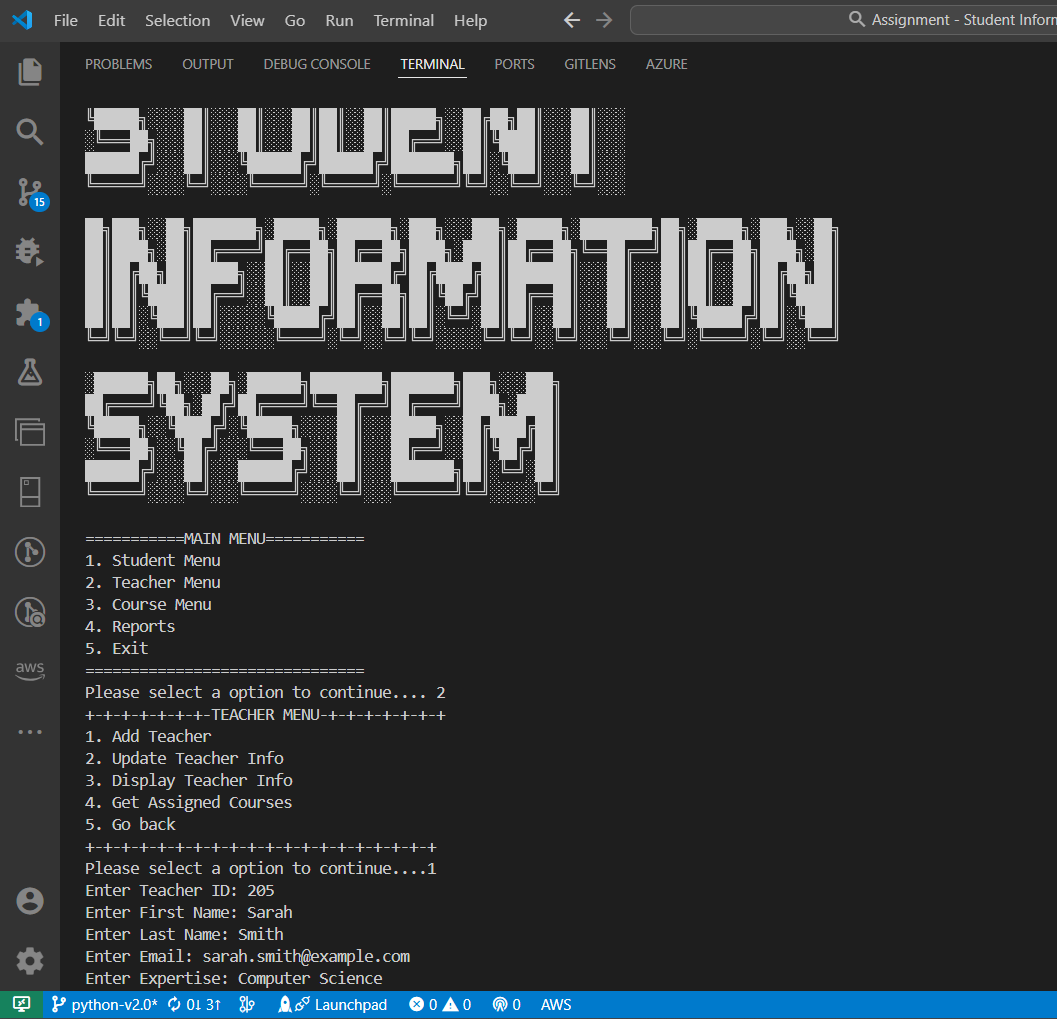 File Edit Selection View Go Run Terminal Help
Assignment - Student Inform
PROBLEMS OUTPUT DEBUG CONSOLE TERMINAL PORTS GITLENS AZURE
STUDENT
INFORMATION
SYSTEM
===========MAIN MENU===========
1. Student Menu
2. Teacher Menu
3. Course Menu
4. Reports
5. Exit
===============================
Please select a option to continue.... 2
+-+-+-+-+-+-+-TEACHER MENU-+-+-+-+-+-+-+
1. Add Teacher
2. Update Teacher Info
3. Display Teacher Info
4. Get Assigned Courses
5. Go back
+-+-+-+-+-+-+-+-+-+-+-+-+-+-+-+-+-+-+-+
Please select a option to continue....1
Enter Teacher ID: 205
Enter First Name: Sarah
Enter Last Name: Smith
Enter Email: sarah.smith@example.com
Enter Expertise: Computer Science
15
1
aws
python-v2.0* 0↓ 3↑ Launchpad 0 0 0 AWS